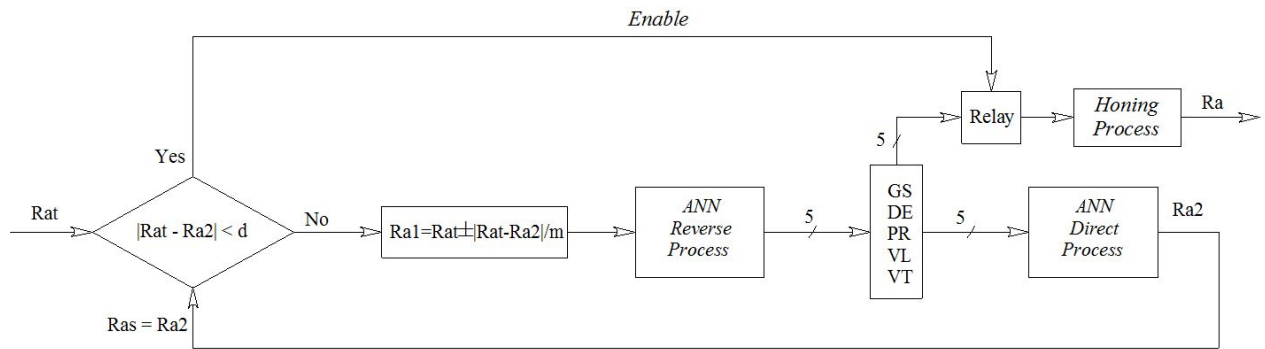 Enable
Relay
Honing
Process
Ra
5
Yes
Rat
|Rat - Ra2| < d
No
Ra1=Rat±|Rat-Ra2|/m
ANN
Reverse
Process
5
GS
DE
PR
VL
VT
5
ANN
Direct
Process
Ra2
Ras = Ra2